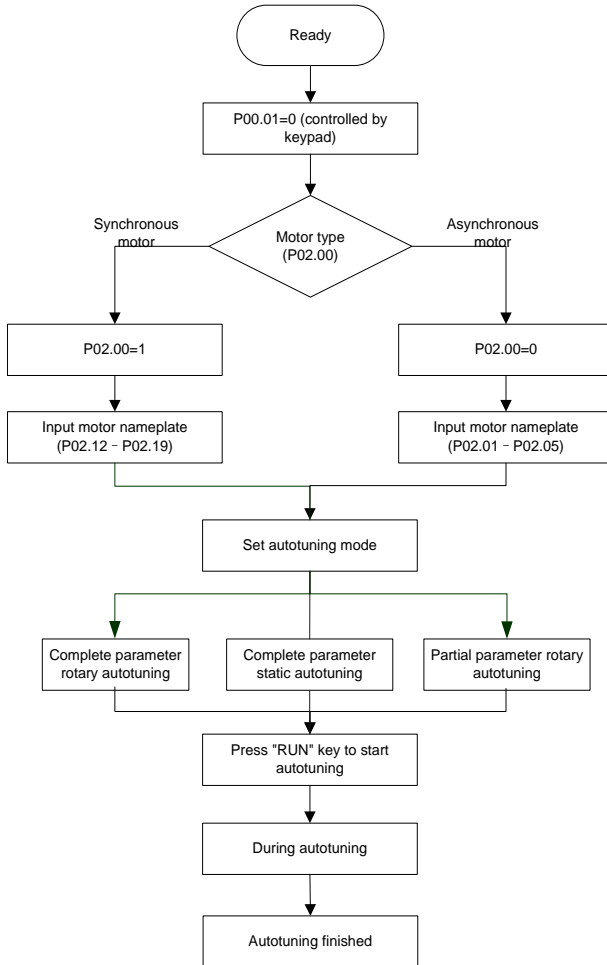 Ready
P00.01=0 (controlled by
keypad)
Synchronous
motor
Motor type
(P02.00)
Asynchronous
motor
P02.00=1
P02.00=0
Input motor nameplate
(P02.12﹣P02.19)
Input motor nameplate
(P02.01﹣P02.05)
Set autotuning mode
Complete parameter
rotary autotuning
Complete parameter
static autotuning
Partial parameter rotary
autotuning
Press "RUN" key to start
autotuning
During autotuning
Autotuning finished